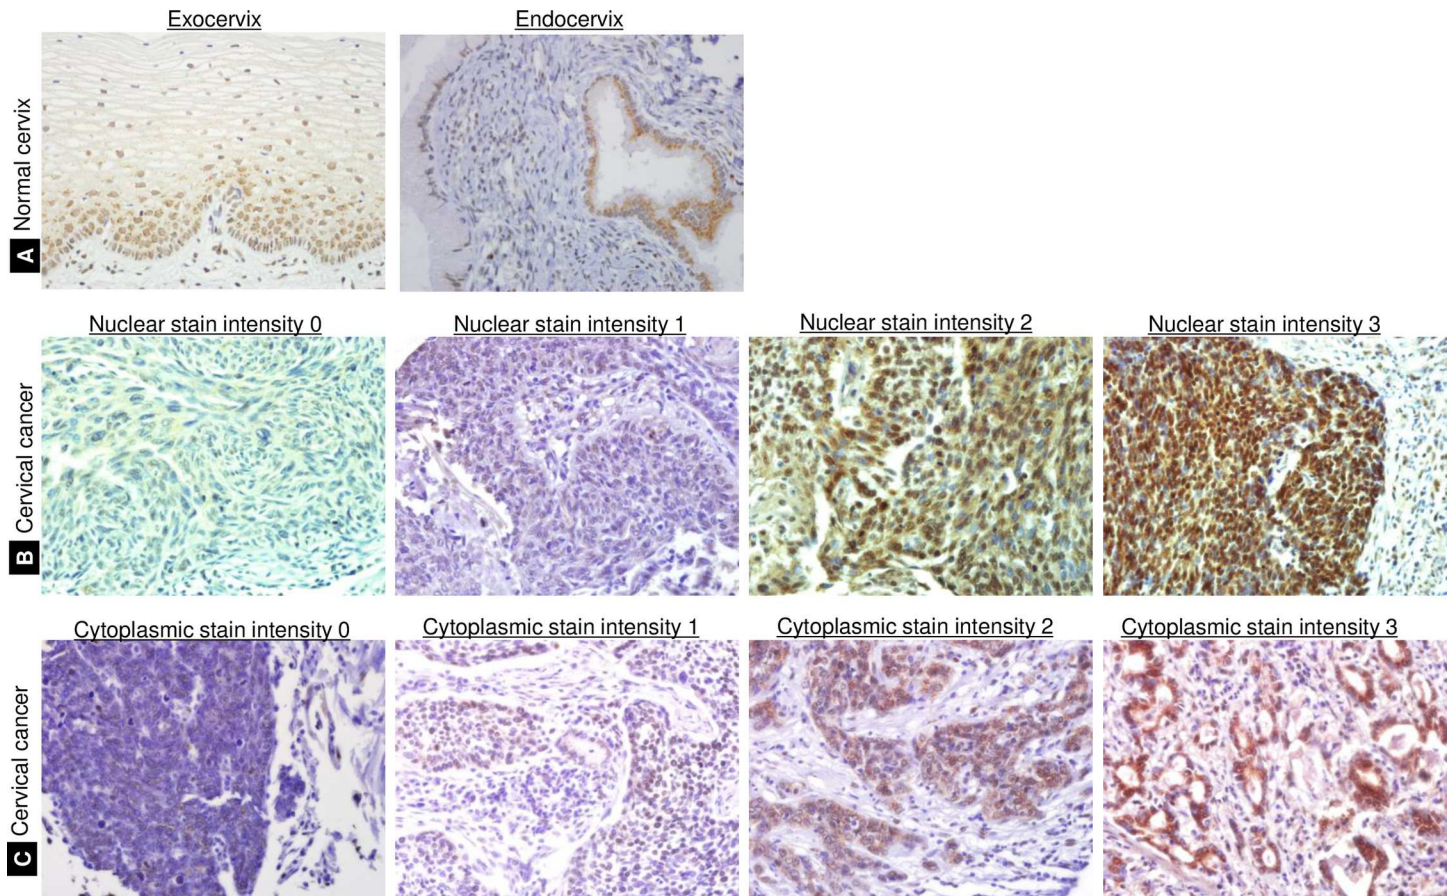 Exocervix
Endocervix
A Normal cervix
Nuclear stain intensity 0
Nuclear stain intensity 1
Nuclear stain intensity 2
Nuclear stain intensity 3
B Cervical cancer
Cytoplasmic stain intensity 0
Cytoplasmic stain intensity 1
Cytoplasmic stain intensity 2
Cytoplasmic stain intensity 3
C Cervical cancer